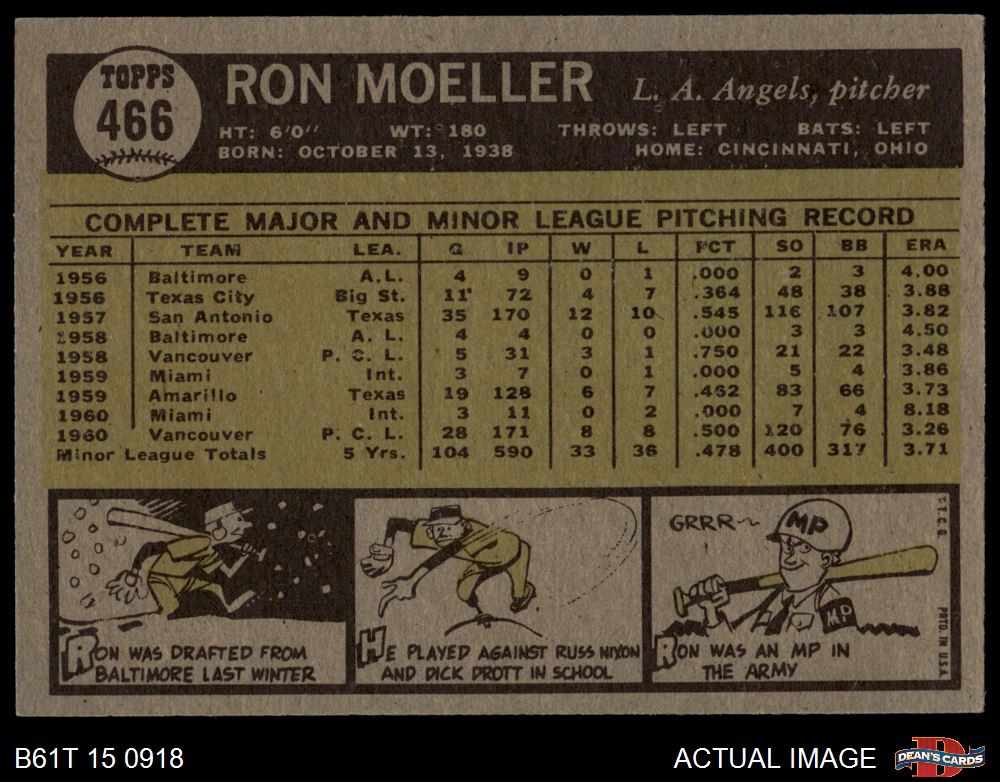 TOPPS
466
RON MOELLER
L. A. Angels, pitcher
HT: 6'0" WT: 180 THROWS: LEFT BATS: LEFT
BORN: OCTOBER 13, 1938 HOME: CINCINNATI, OHIO
COMPLETE MAJOR AND MINOR LEAGUE PITCHING RECORD
YEAR TEAM LEA. G IP W L PCT SO BB ERA
1956 Baltimore A.L. 4 9 0 1 .000 2 3 4.00
1956 Texas City Big St. 11 72 4 7 .364 48 38 3.88
1957 San Antonio Texas 35 170 12 10 .545 116 107 3.82
1958 Baltimore A. L. 4 4 0 0 .000 3 3 4.50
1958 Vancouver P. C. L. 5 31 3 1 .750 21 22 3.48
1959 Miami Int. 3 7 0 1 .000 5 4 3.86
1959 Amarillo Texas 19 128 6 7 .462 83 66 3.73
1960 Miami Int. 3 11 0 2 .000 7 4 8.18
1960 Vancouver P. C. L. 28 171 8 8 .500 120 76 3.26
Minor League Totals 5 Yrs. 104 590 33 36 .478 400 317 3.71
RON WAS DRAFTED FROM
BALTIMORE LAST WINTER
2
HE PLAYED AGAINST RUSS NIXON
AND DICK DROTT IN SCHOOL
GRRR~
MP
MP
RON WAS AN MP IN
THE ARMY
© T.C.G.
PRTD. IN U.S.A.
B61T 15 0918
ACTUAL IMAGE
D
DEAN'S CARDS